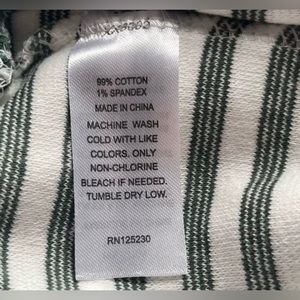 99% COTTON
1% SPANDEX
MADE IN CHINA
MACHINE WASH
COLD WITH LIKE
COLORS. ONLY
NON-CHLORINE
BLEACH IF NEEDED.
TUMBLE DRY LOW.
RN125230